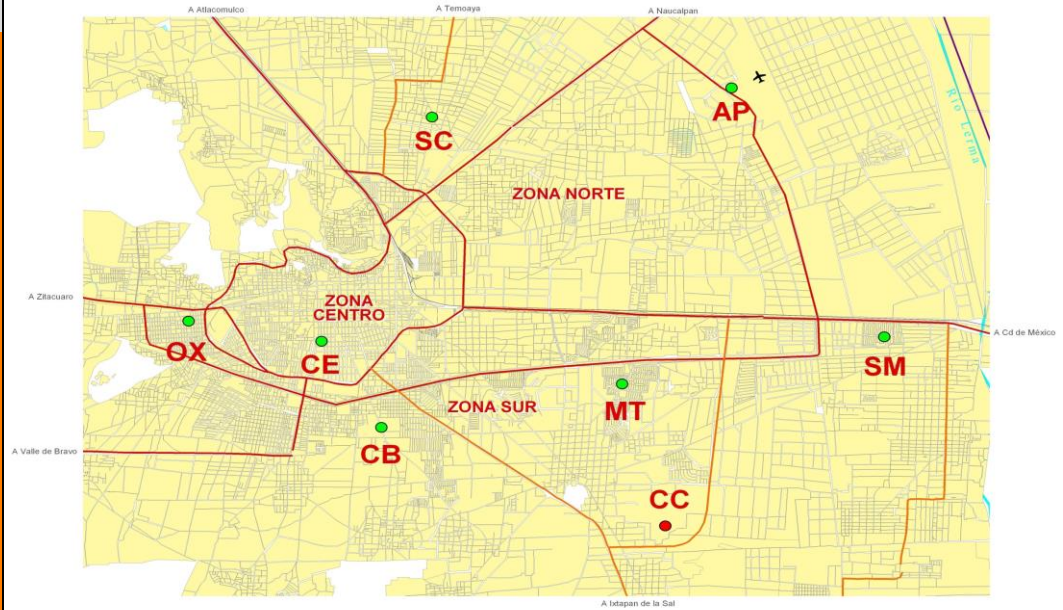 A Atlacomulco
A Temoaya
A Naucalpan
AP
SC
Río Lerma
ZONA NORTE
A Zitacuaro
ZONA
CENTRO
A Cd de México
OX
CE
SM
MT
ZONA SUR
CB
A Valle de Bravo
CC
A Ixtapan de la Sal